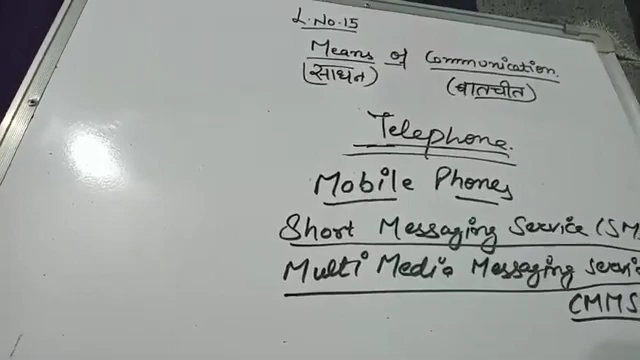 L.No.15
Means of Communication.
(साधन) (बातचीत)
Telephone.
Mobile Phones
Short Messaging Service (SM
Multi Media Messaging Servi
(MMS